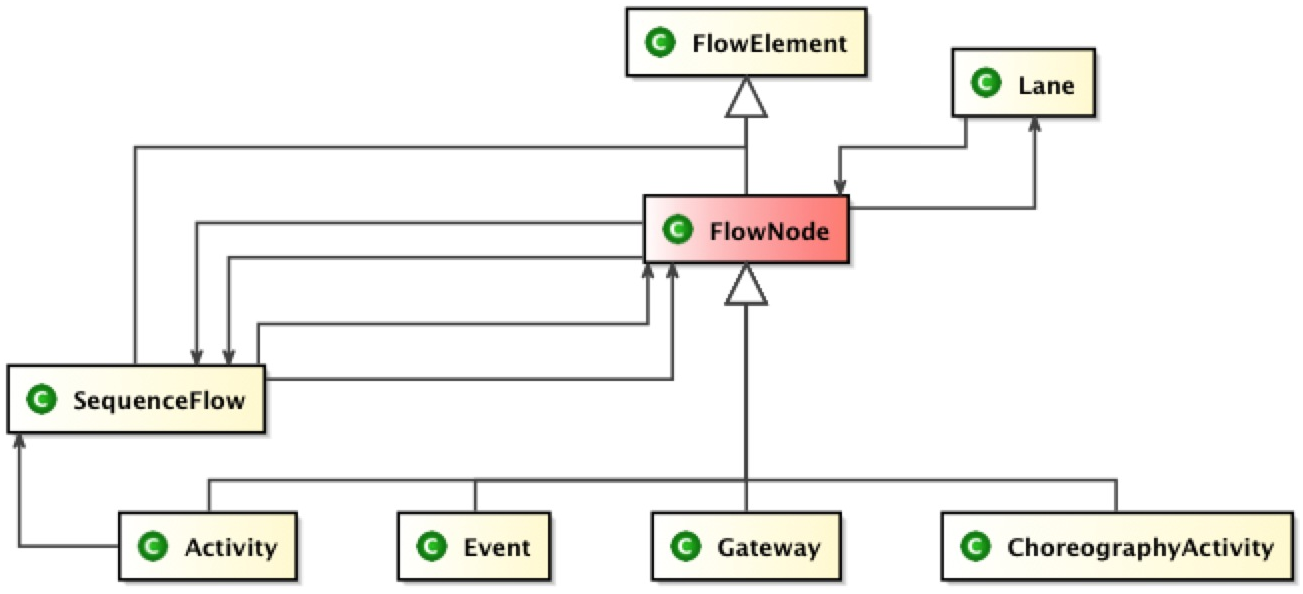 C FlowElement
C Lane
C FlowNode
C SequenceFlow
C Activity
C Event
C Gateway
C ChoreographyActivity